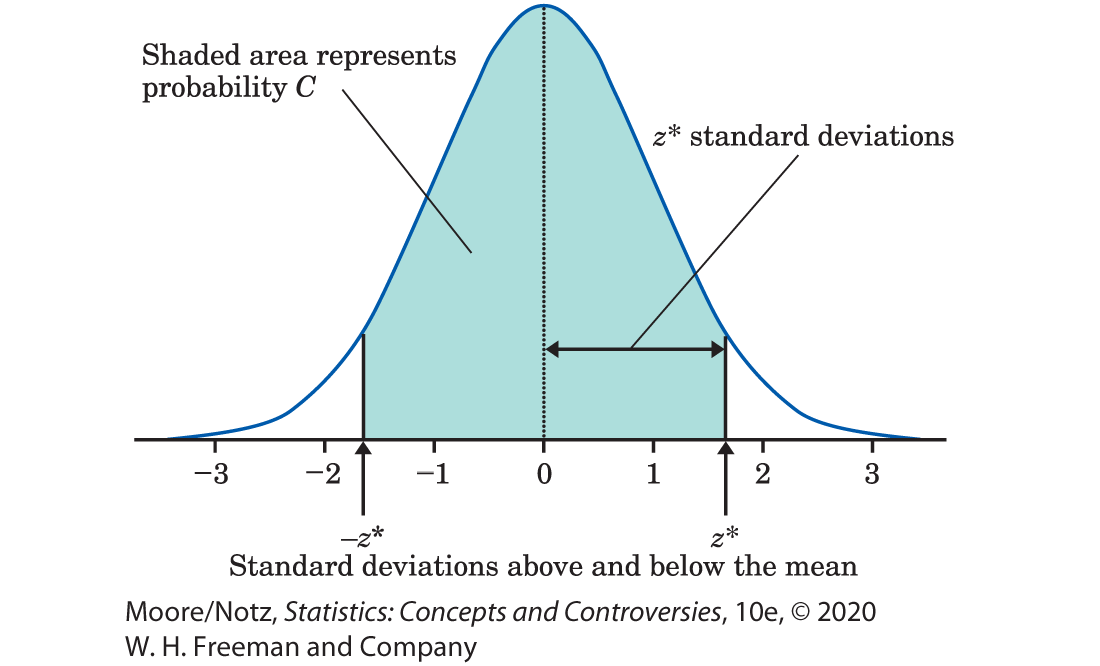 Shaded area represents
probability C
z* standard deviations
−3 −2 −1 0 1 2 3
−z* z*
Standard deviations above and below the mean
Moore/Notz, Statistics: Concepts and Controversies, 10e, © 2020
W. H. Freeman and Company